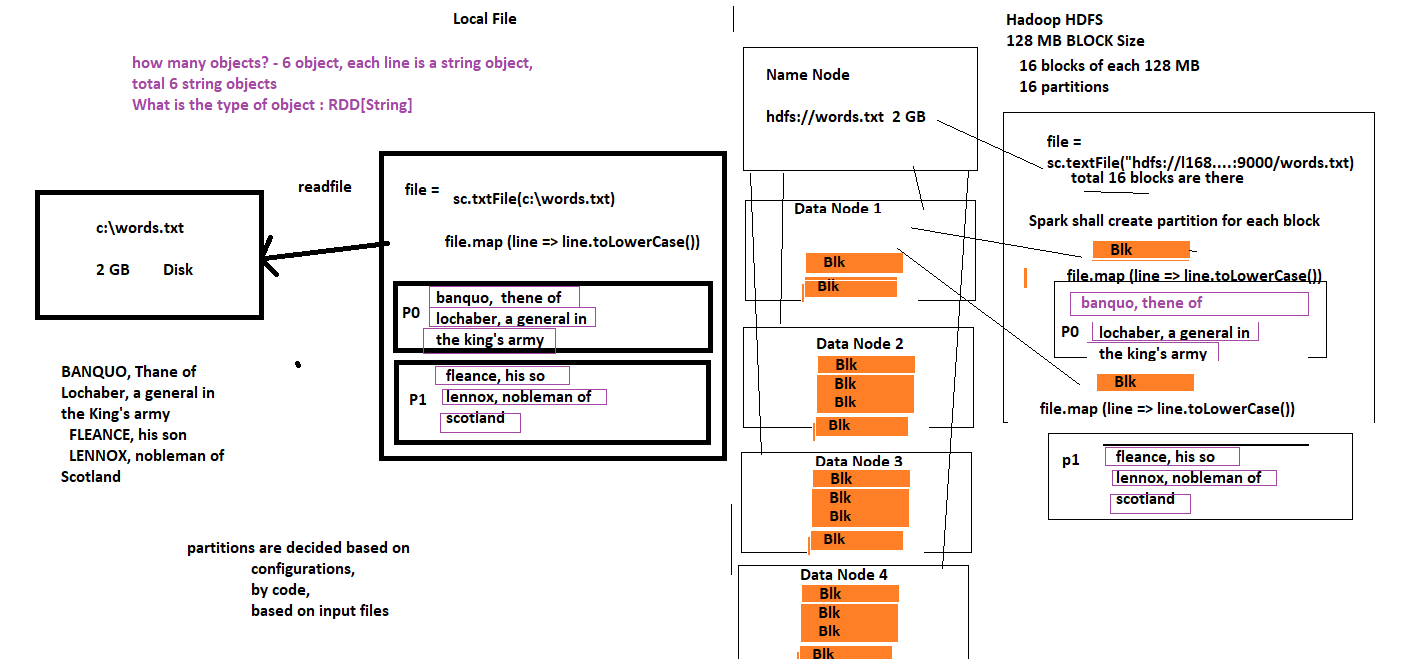 Local File
how many objects? - 6 object, each line is a string object,
total 6 string objects
What is the type of object : RDD[String]
readfile
c:\words.txt
2 GB Disk
file =
sc.txtFile(c:\words.txt)
file.map (line => line.toLowerCase())
P0
banquo, thene of
lochaber, a general in
the king's army
P1
fleance, his so
lennox, nobleman of
scotland
BANQUO, Thane of
Lochaber, a general in
the King's army
FLEANCE, his son
LENNOX, nobleman of
Scotland
partitions are decided based on
configurations,
by code,
based on input files
Name Node
hdfs://words.txt 2 GB
Data Node 1
Blk
Blk
Data Node 2
Blk
Blk
Blk
Blk
Data Node 3
Blk
Blk
Blk
Blk
Data Node 4
Blk
Blk
Blk
Blk
Hadoop HDFS
128 MB BLOCK Size
16 blocks of each 128 MB
16 partitions
file =
sc.textFile("hdfs://l168....:9000/words.txt)
total 16 blocks are there
Spark shall create partition for each block
Blk
file.map (line => line.toLowerCase())
banquo, thene of
P0 lochaber, a general in
the king's army
Blk
file.map (line => line.toLowerCase())
p1
fleance, his so
lennox, nobleman of
scotland